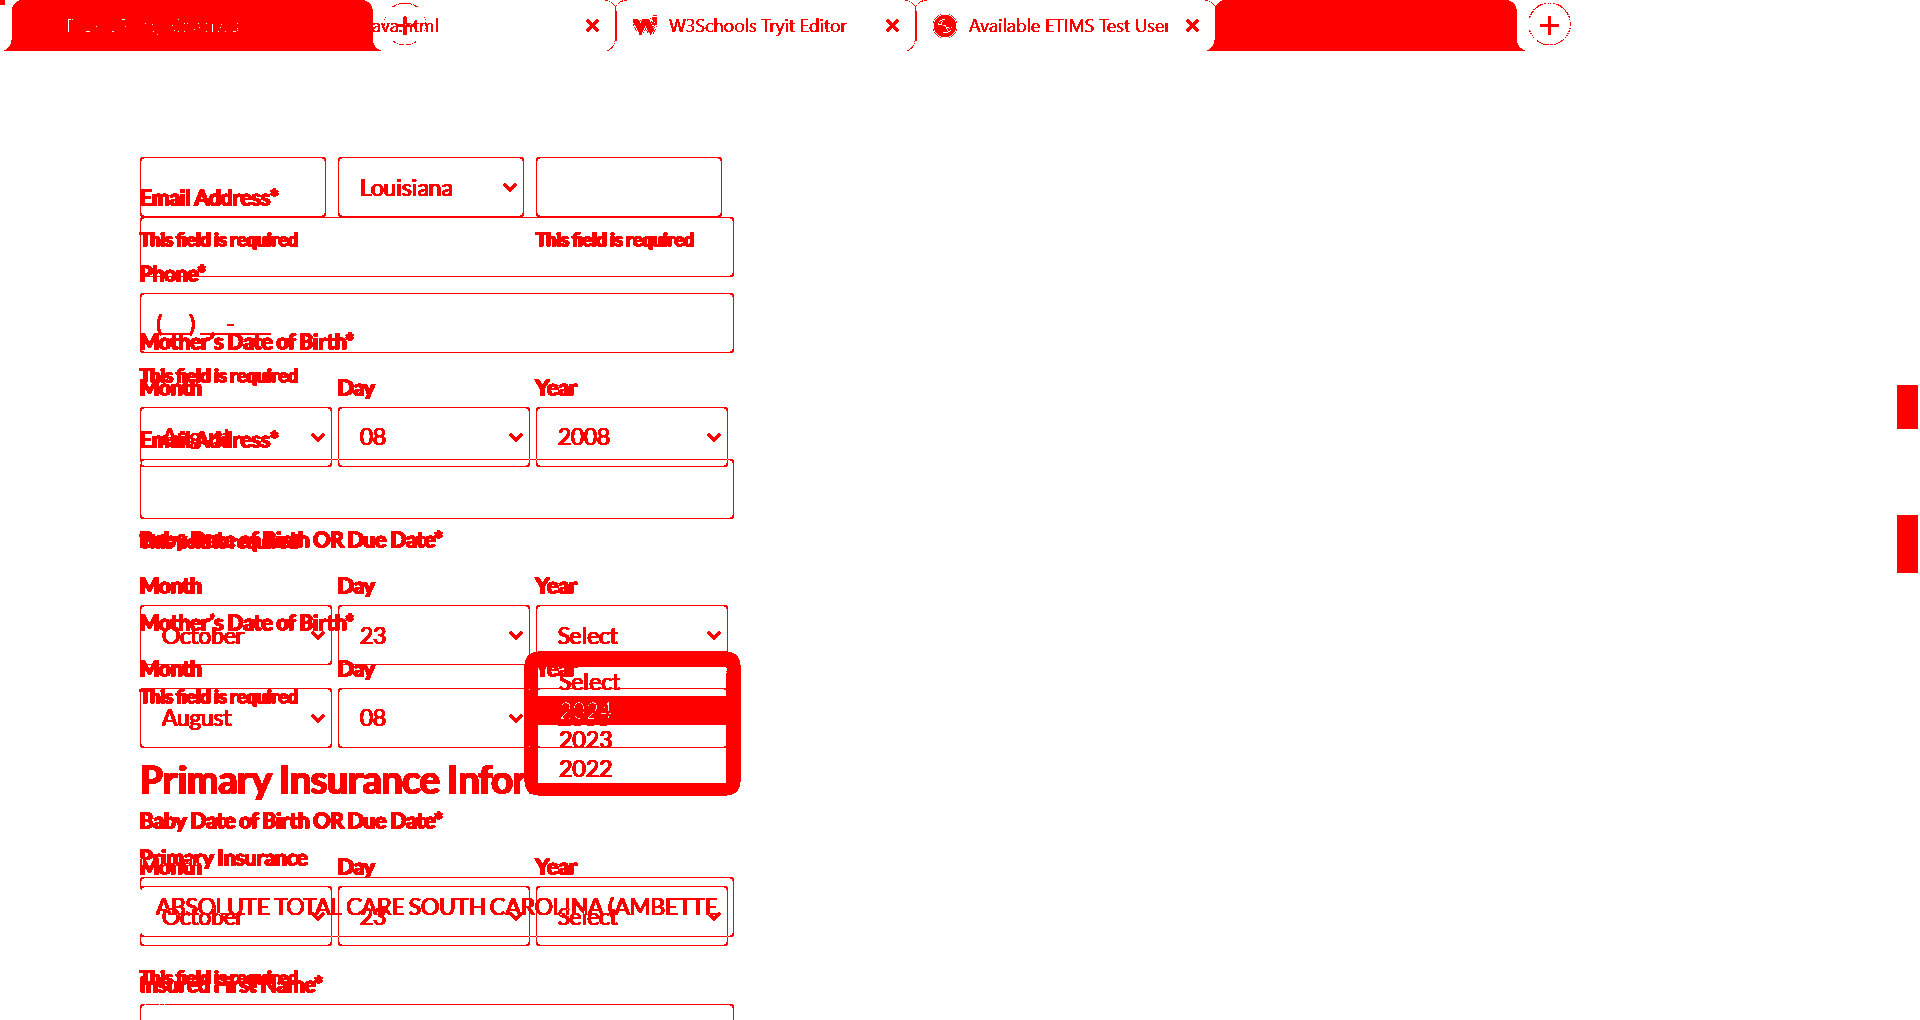 ava.html
W3Schools Tryit Editor
Available ETIMS Test User
Louisiana
Email Address*
This field is required This field is required
Phone*
(__) ___-____
Mother's Date of Birth*
This field is required
Month Day Year
August 08 2008
Email Address*
Baby Date of Birth OR Due Date*
This field is required
Month Day Year
Mother's Date of Birth*
October 23 Select
Month Day Year
Select
This field is required
2024
August 08
2023
2022
Primary Insurance Infor
Baby Date of Birth OR Due Date*
Primary Insurance
Month Day Year
ABSOLUTE TOTAL CARE SOUTH CAROLINA (AMBETTE
October 23 Select
This field is required
Insured First Name*